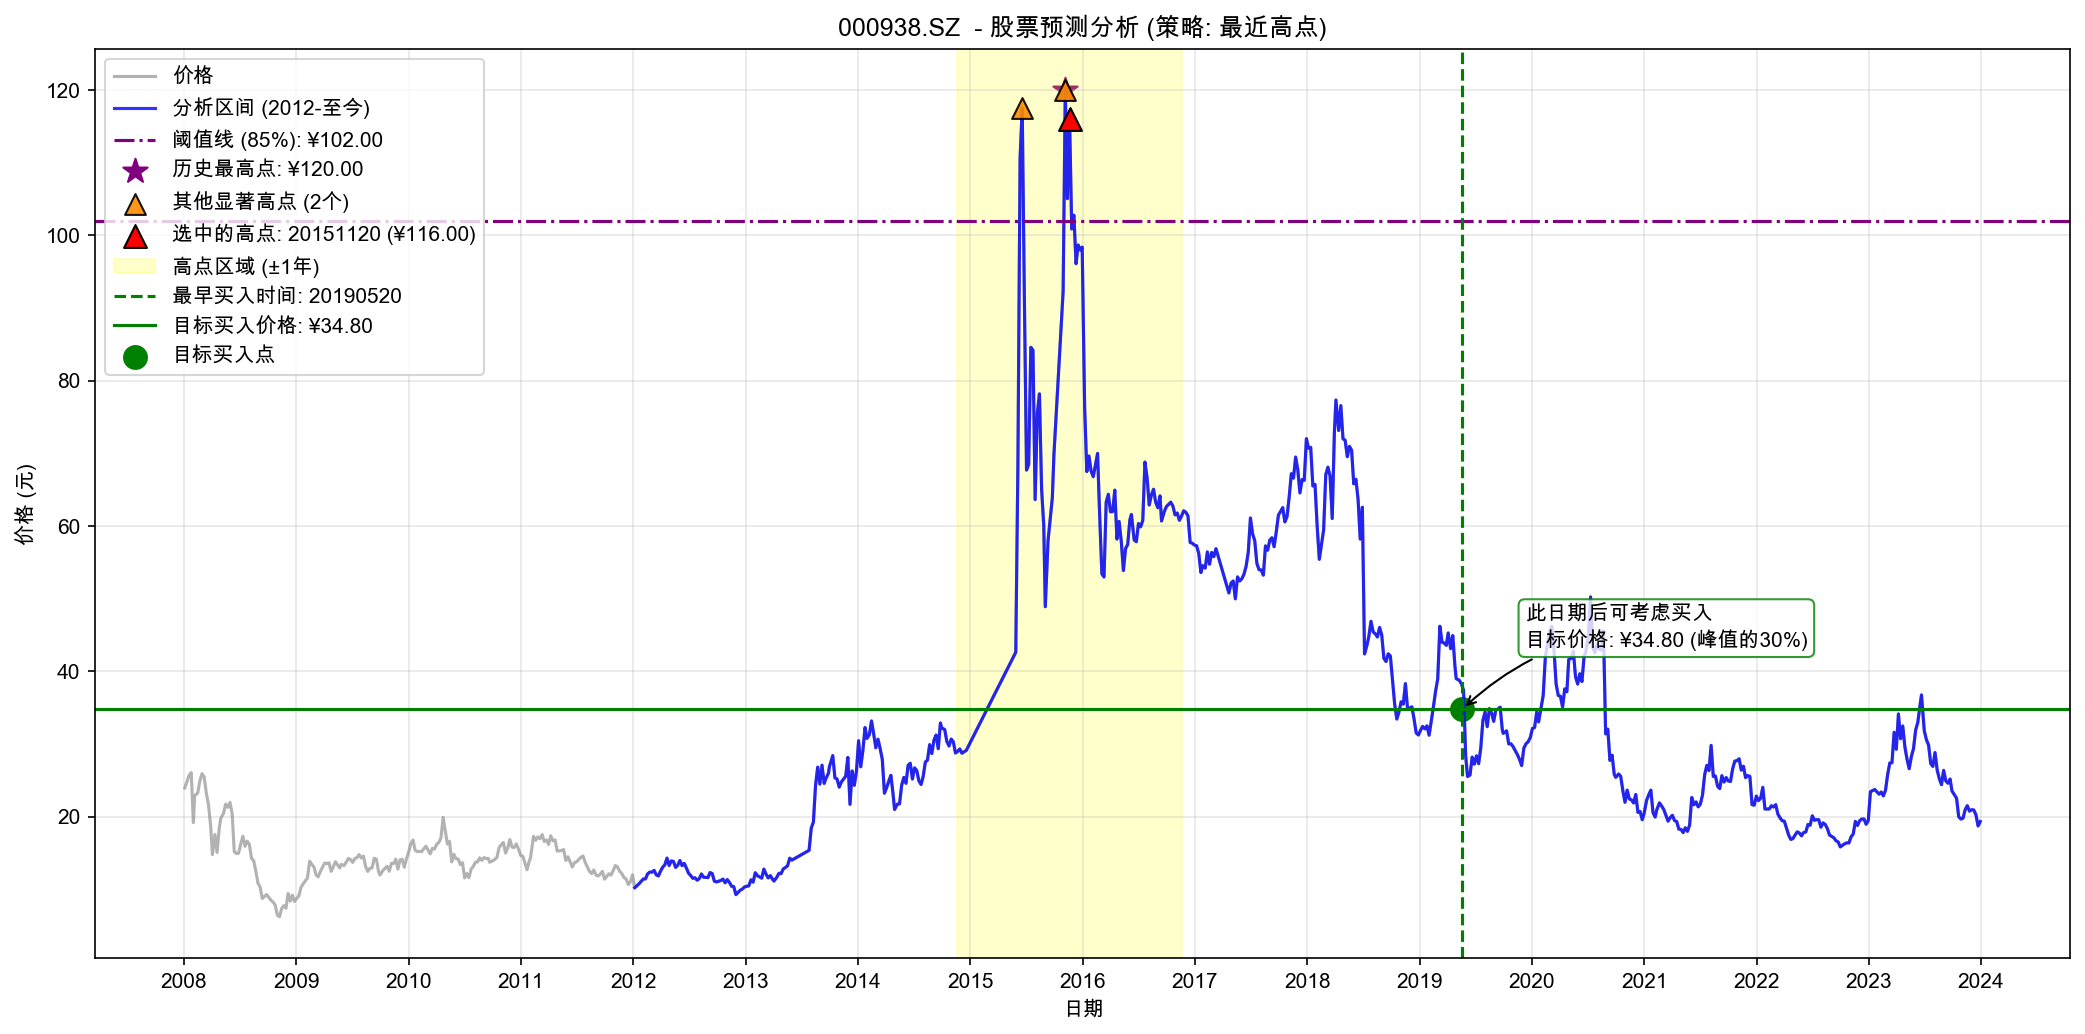 000938.SZ - 股票预测分析 (策略: 最近高点)
价格
分析区间 (2012-至今)
阈值线 (85%): ¥102.00
历史最高点: ¥120.00
其他显著高点 (2个)
选中的高点: 20151120 (¥116.00)
高点区域 (±1年)
最早买入时间: 20190520
目标买入价格: ¥34.80
目标买入点
此日期后可考虑买入
目标价格: ¥34.80 (峰值的30%)
价格 (元)
120
100
80
60
40
20
2008 2009 2010 2011 2012 2013 2014 2015 2016 2017 2018 2019 2020 2021 2022 2023 2024
日期